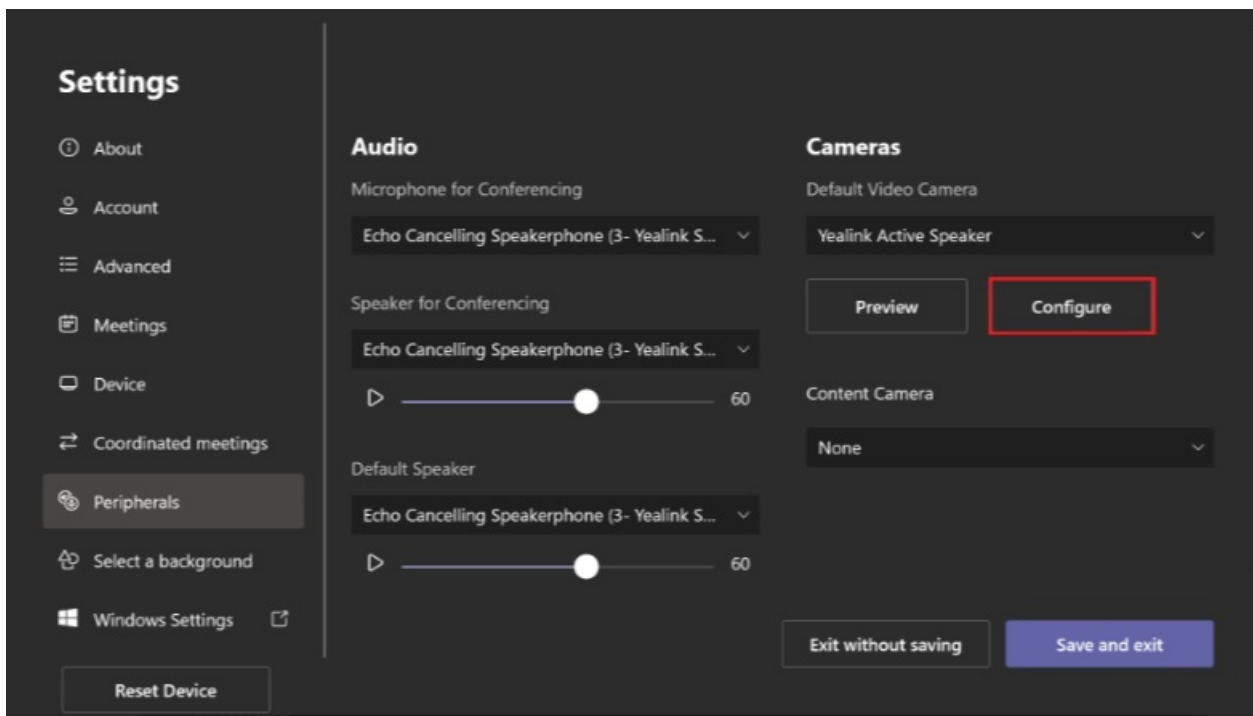 Settings
About
Account
Advanced
Meetings
Device
Coordinated meetings
Peripherals
Select a background
Windows Settings
Reset Device
Audio
Microphone for Conferencing
Echo Cancelling Speakerphone (3- Yealink S...
Speaker for Conferencing
Echo Cancelling Speakerphone (3- Yealink S...
60
Default Speaker
Echo Cancelling Speakerphone (3- Yealink S...
60
Cameras
Default Video Camera
Yealink Active Speaker
Preview
Configure
Content Camera
None
Exit without saving
Save and exit